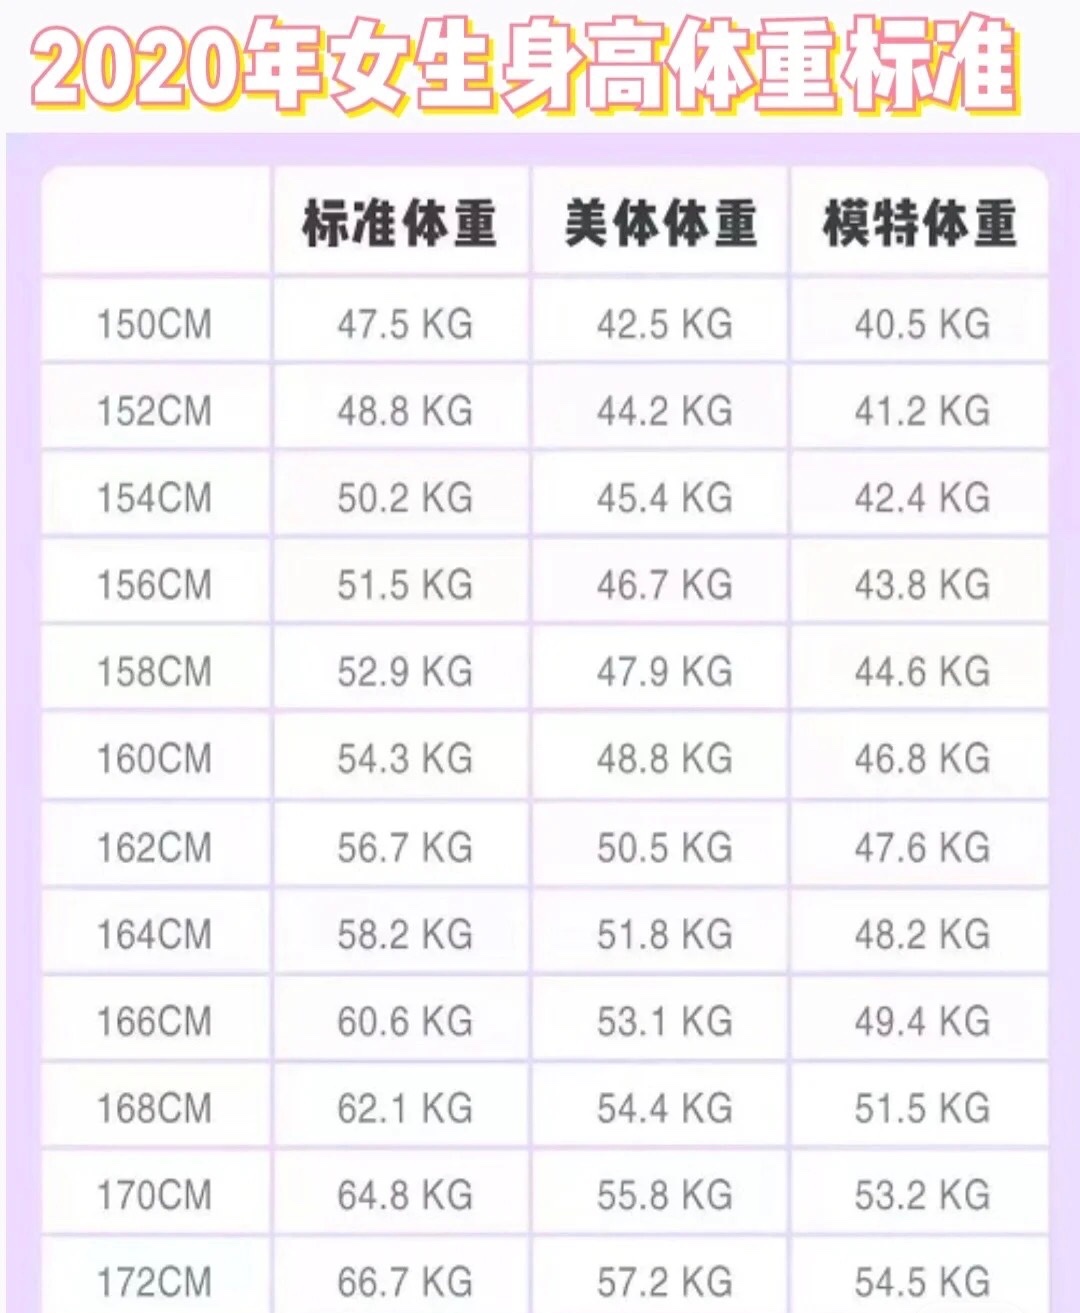 2020年女生身高体重标准
标准体重 美体体重 模特体重
150CM 47.5 KG 42.5 KG 40.5 KG
152CM 48.8 KG 44.2 KG 41.2 KG
154CM 50.2 KG 45.4 KG 42.4 KG
156CM 51.5 KG 46.7 KG 43.8 KG
158CM 52.9 KG 47.9 KG 44.6 KG
160CM 54.3 KG 48.8 KG 46.8 KG
162CM 56.7 KG 50.5 KG 47.6 KG
164CM 58.2 KG 51.8 KG 48.2 KG
166CM 60.6 KG 53.1 KG 49.4 KG
168CM 62.1 KG 54.4 KG 51.5 KG
170CM 64.8 KG 55.8 KG 53.2 KG
172CM 66.7 KG 57.2 KG 54.5 KG